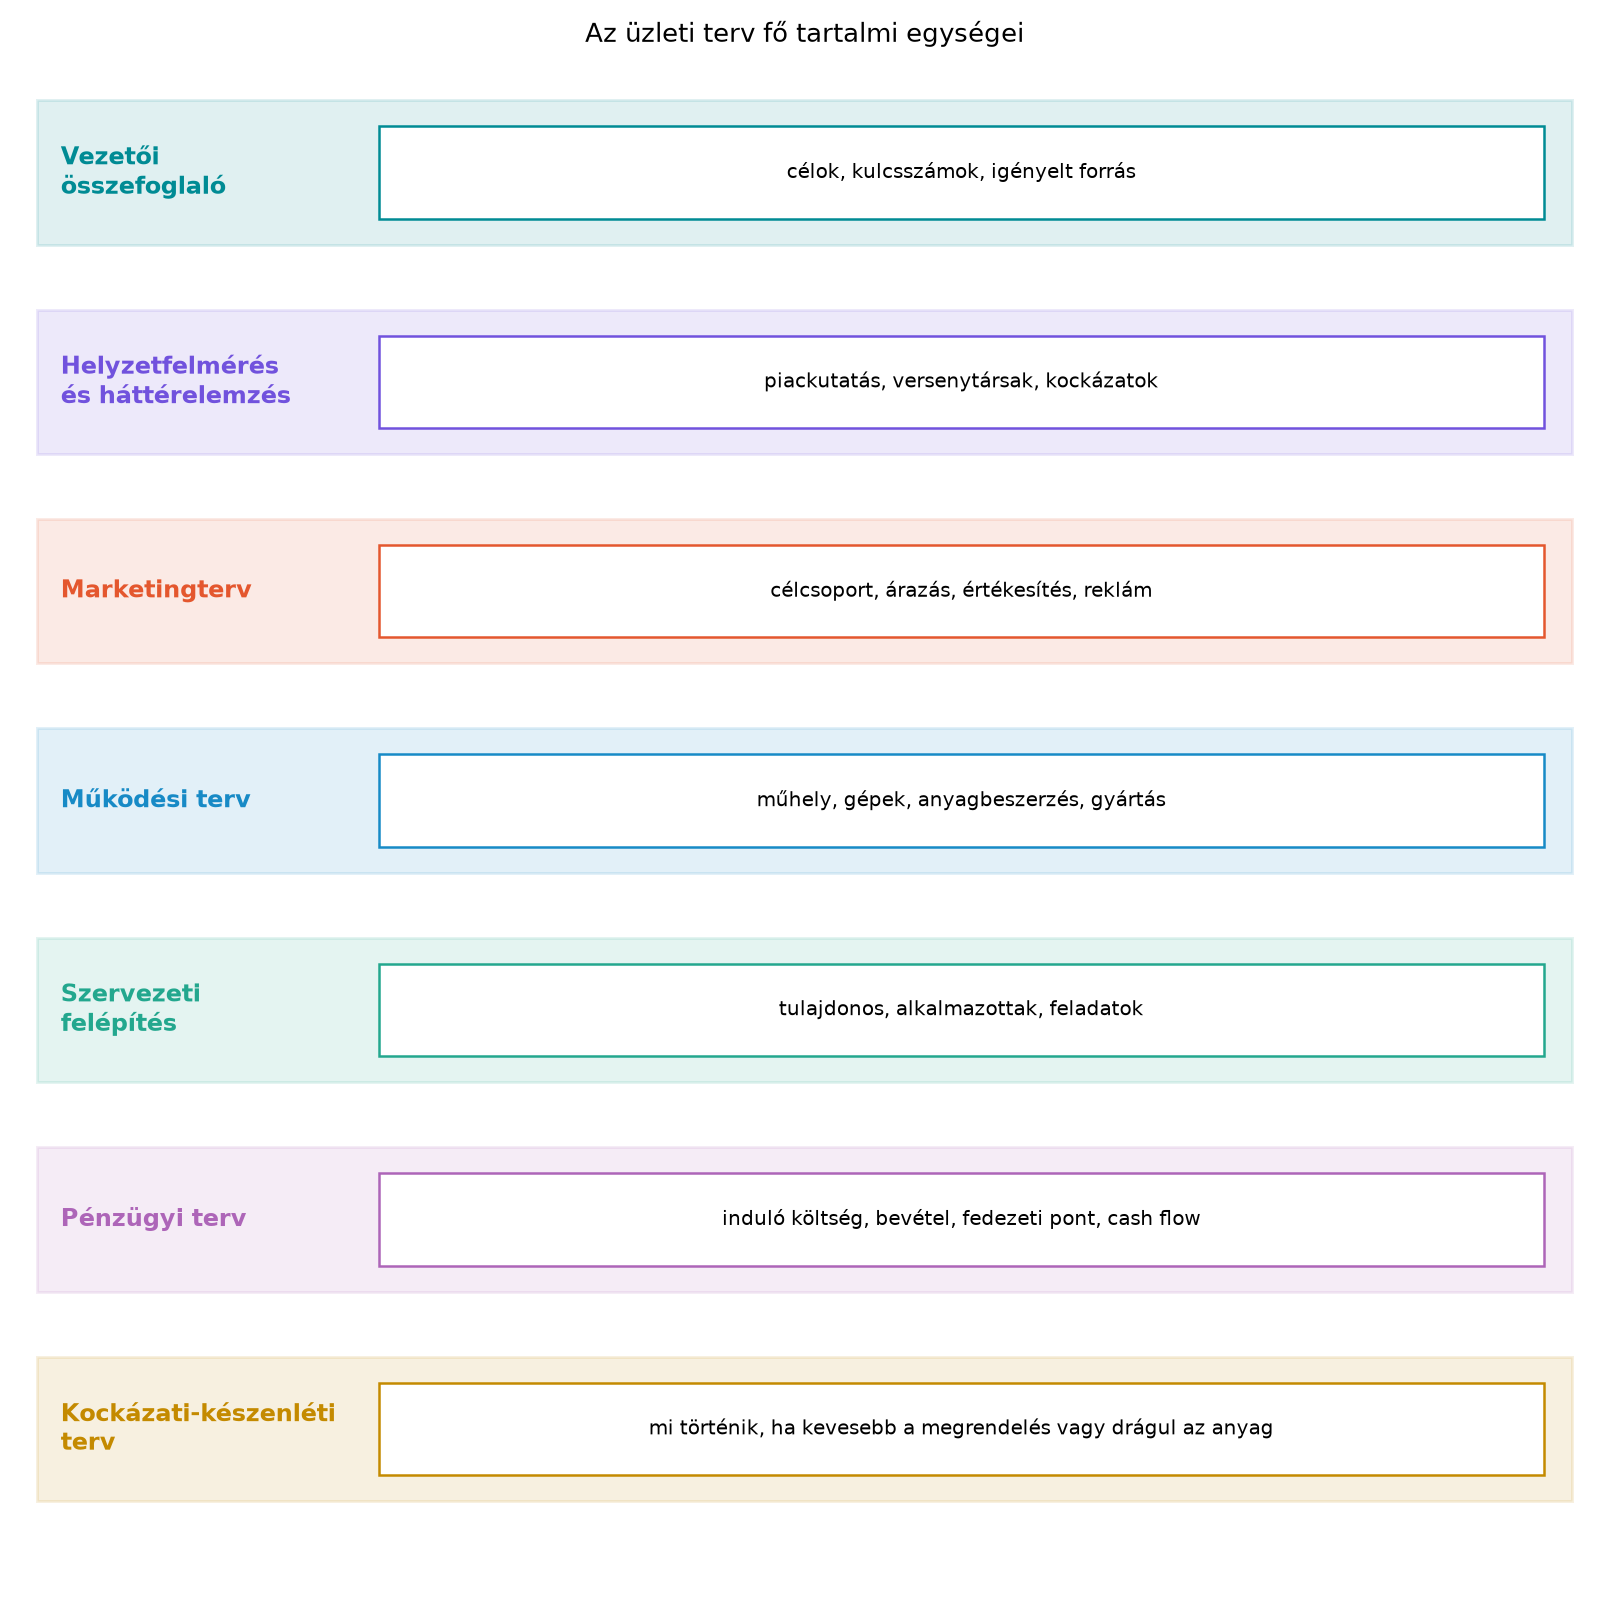 Az üzleti terv fő tartalmi egységei
Vezetői
összefoglaló
célok, kulcsszámok, igényelt forrás
Helyzetfelmérés
és háttérelemzés
piackutatás, versenytársak, kockázatok
Marketingterv
célcsoport, árazás, értékesítés, reklám
Működési terv
műhely, gépek, anyagbeszerzés, gyártás
Szervezeti
felépítés
tulajdonos, alkalmazottak, feladatok
Pénzügyi terv
induló költség, bevétel, fedezeti pont, cash flow
Kockázati-készenléti
terv
mi történik, ha kevesebb a megrendelés vagy drágul az anyag